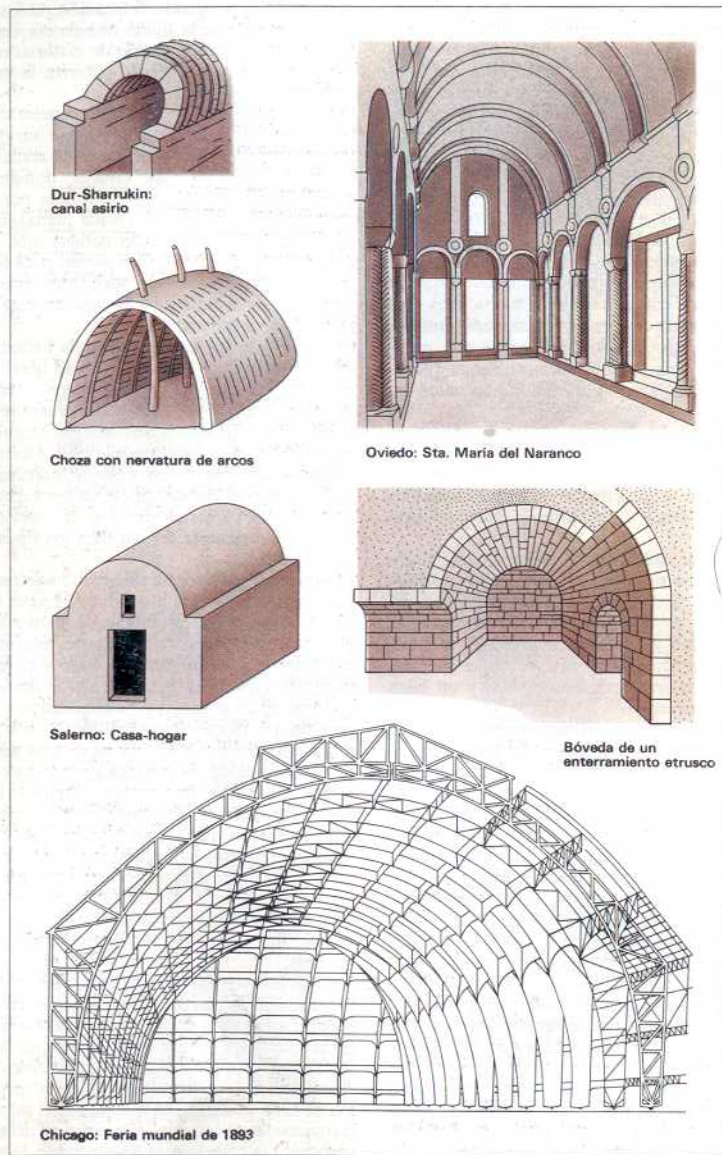 Dur-Sharrukin:
canal asirio
Choza con nervatura de arcos
Oviedo: Sta. María del Naranco
Salerno: Casa-hogar
Bóveda de un
enterramiento etrusco
Chicago: Feria mundial de 1893